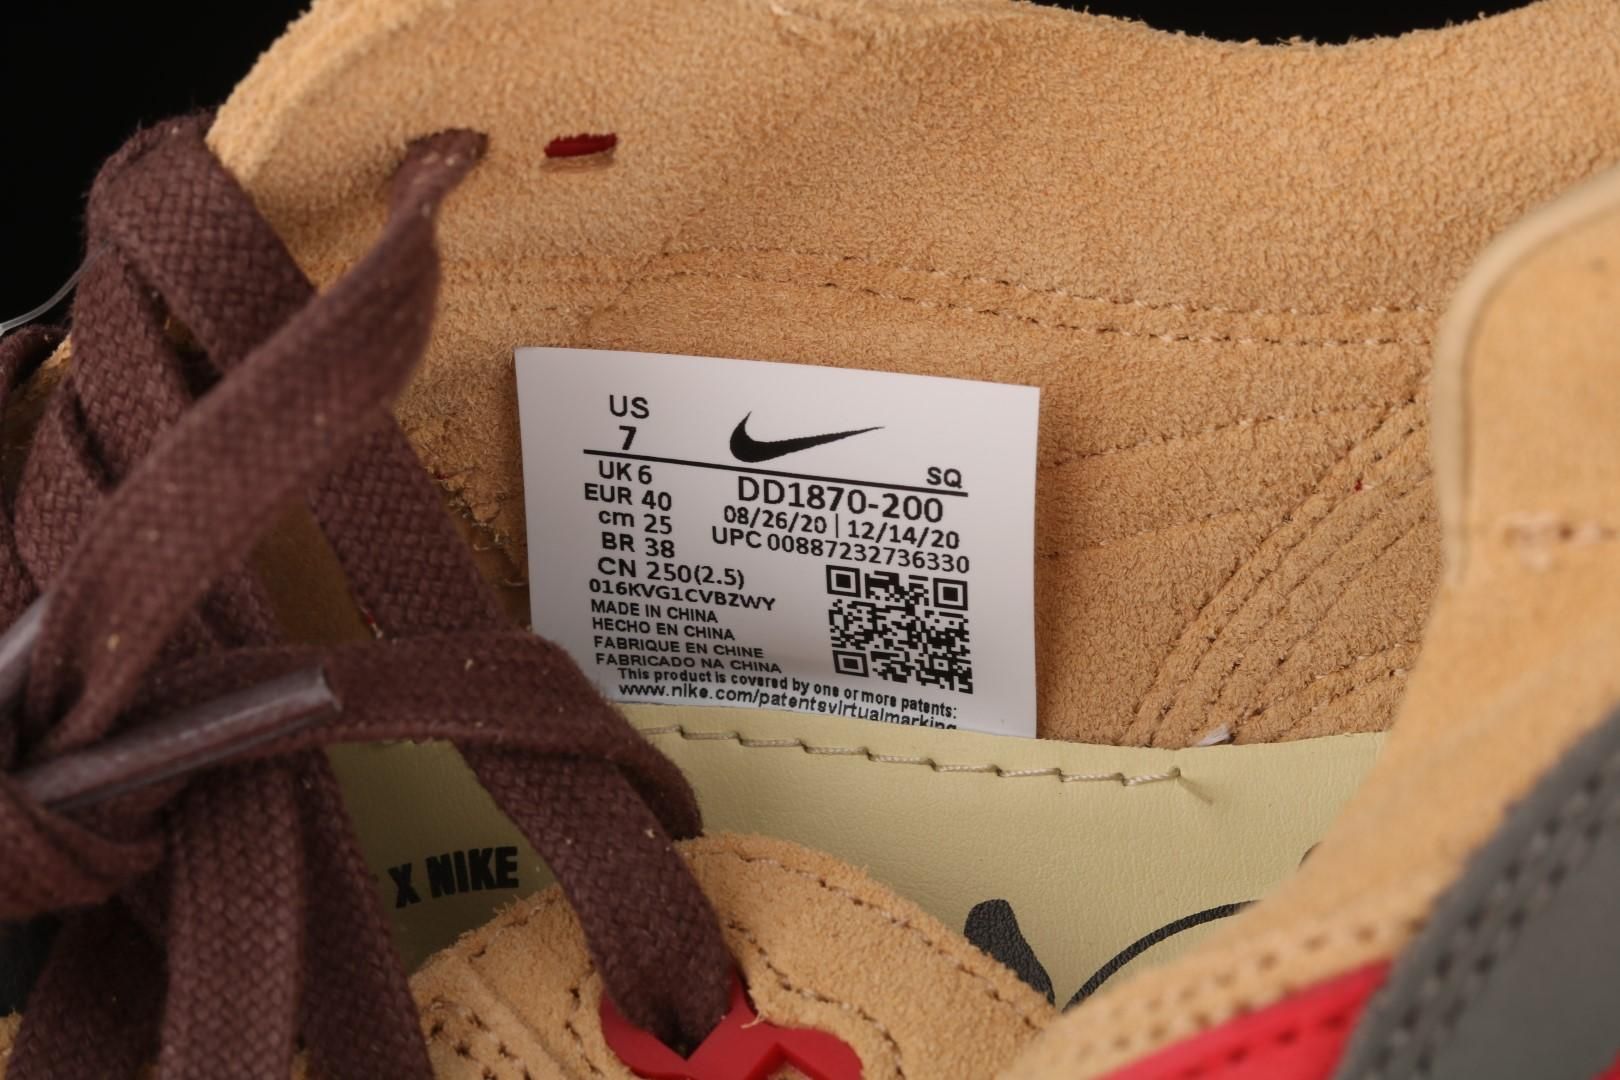 US
7
SQ
UK 6
DD1870-200
EUR 40
08/26/20 | 12/14/20
cm 25
UPC 00887232736330
BR 38
CN 250(2.5)
016KVG1CVBZWY
MADE IN CHINA
HECHO EN CHINA
FABRIQUE EN CHINE
FABRICADO NA CHINA
This product is covered by one or more patents:
www.nike.com/patentsvirtualmarking
X NIKE